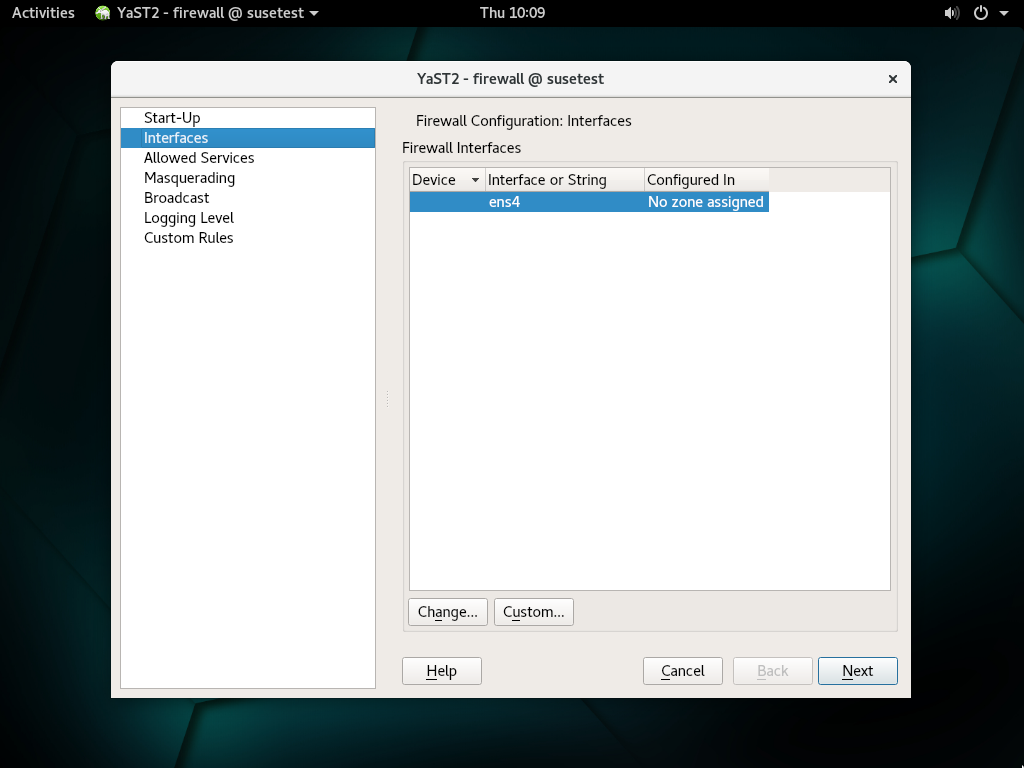 Activities YaST2 - firewall @ susetest Thu 10:09
YaST2 - firewall @ susetest
Start-Up
Interfaces
Allowed Services
Masquerading
Broadcast
Logging Level
Custom Rules
Firewall Configuration: Interfaces
Firewall Interfaces
Device Interface or String Configured In
ens4 No zone assigned
Change... Custom...
Help Cancel Back Next